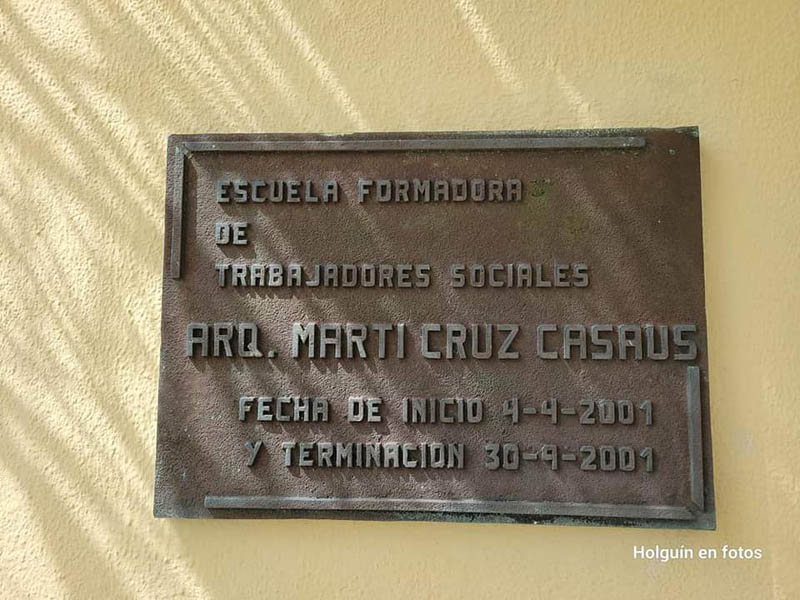 ESCUELA FORMADORA
DE
TRABAJADORES SOCIALES
ARQ. MARTI CRUZ CASAUS
FECHA DE INICIO 4-4-2001
Y TERMINACION 30-9-2001
Holguín en fotos